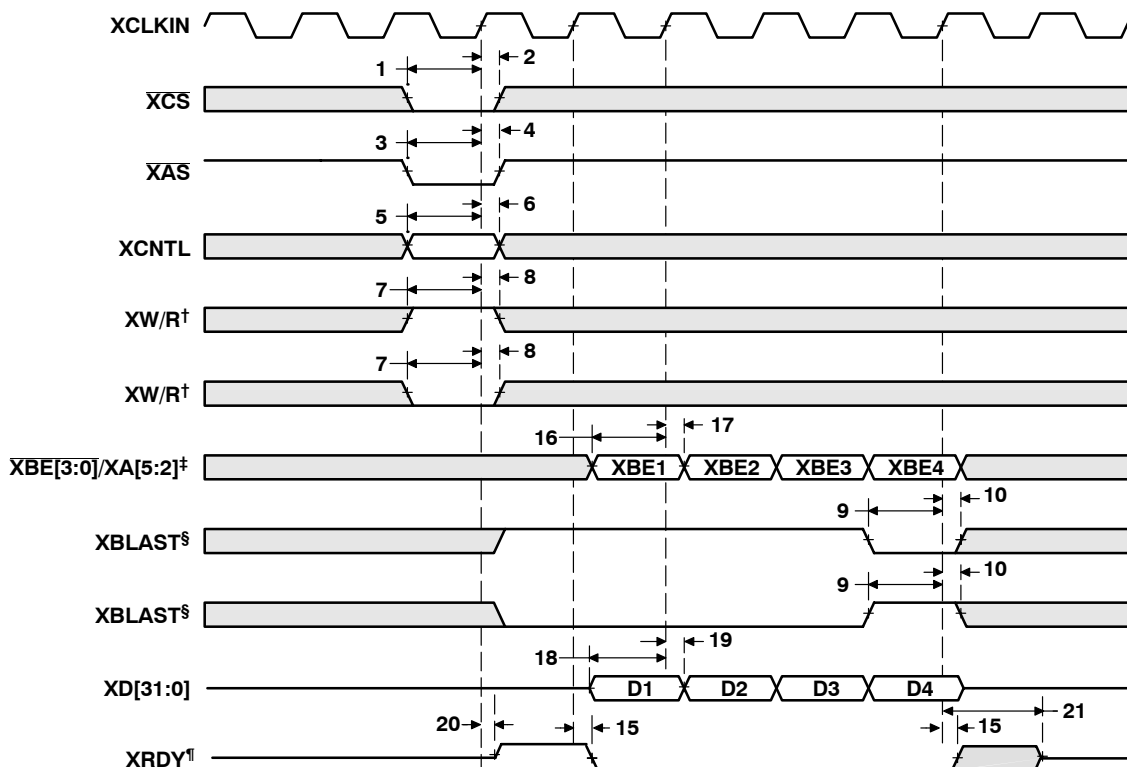 XCLKIN
1 2
XCS
3 4
XAS
5 6
XCNTL
7 8
XW/R†
7 8
XW/R†
16 17
XBE[3:0]/XA[5:2]‡ XBE1 XBE2 XBE3 XBE4
9 10
XBLAST§
9 10
XBLAST§
18 19
XD[31:0] D1 D2 D3 D4
20 15 15 21
XRDY¶